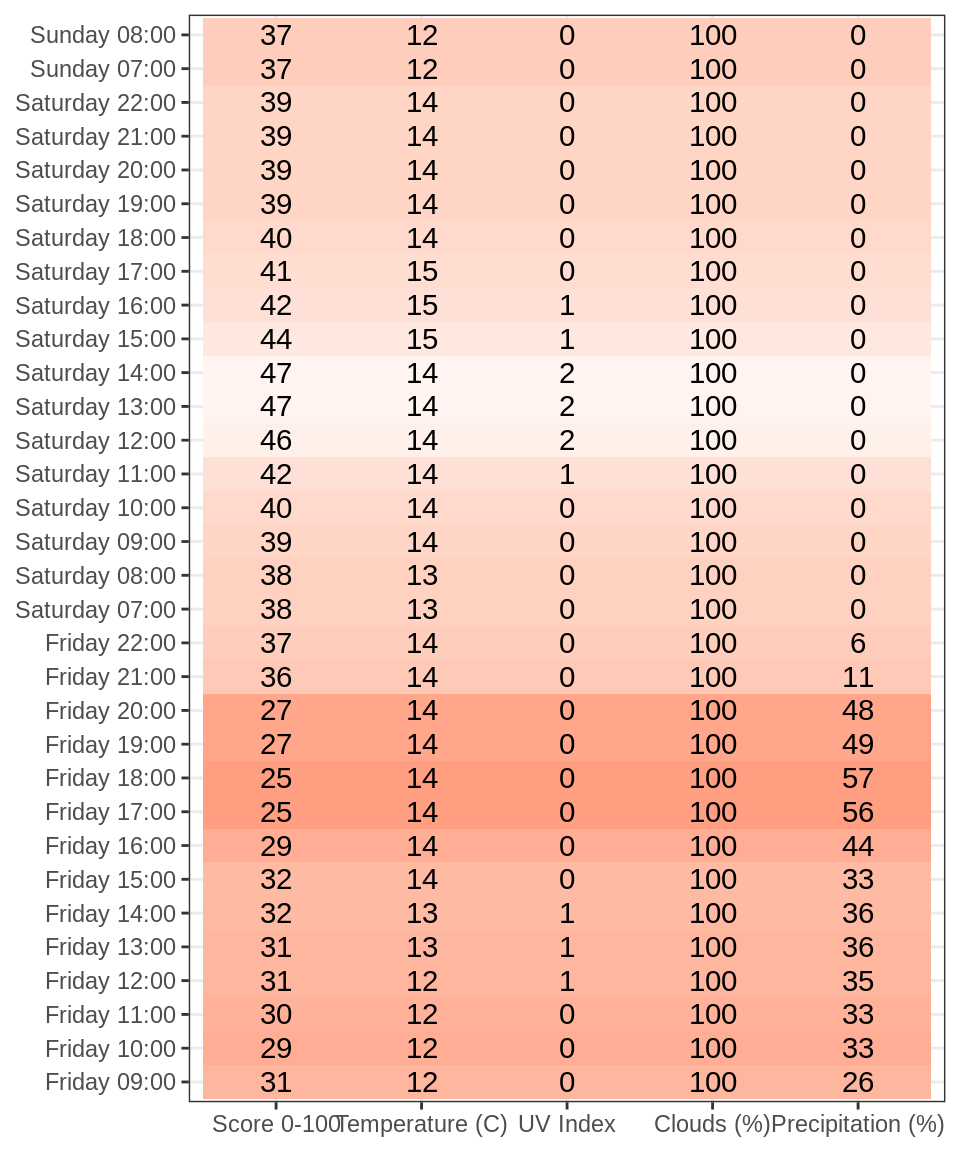 Sunday 08:00 37 12 0 100 0
Sunday 07:00 37 12 0 100 0
Saturday 22:00 39 14 0 100 0
Saturday 21:00 39 14 0 100 0
Saturday 20:00 39 14 0 100 0
Saturday 19:00 39 14 0 100 0
Saturday 18:00 40 14 0 100 0
Saturday 17:00 41 15 0 100 0
Saturday 16:00 42 15 1 100 0
Saturday 15:00 44 15 1 100 0
Saturday 14:00 47 14 2 100 0
Saturday 13:00 47 14 2 100 0
Saturday 12:00 46 14 2 100 0
Saturday 11:00 42 14 1 100 0
Saturday 10:00 40 14 0 100 0
Saturday 09:00 39 14 0 100 0
Saturday 08:00 38 13 0 100 0
Saturday 07:00 38 13 0 100 0
Friday 22:00 37 14 0 100 6
Friday 21:00 36 14 0 100 11
Friday 20:00 27 14 0 100 48
Friday 19:00 27 14 0 100 49
Friday 18:00 25 14 0 100 57
Friday 17:00 25 14 0 100 56
Friday 16:00 29 14 0 100 44
Friday 15:00 32 14 0 100 33
Friday 14:00 32 13 1 100 36
Friday 13:00 31 13 1 100 36
Friday 12:00 31 12 1 100 35
Friday 11:00 30 12 0 100 33
Friday 10:00 29 12 0 100 33
Friday 09:00 31 12 0 100 26
Score 0-100 Temperature (C) UV Index Clouds (%) Precipitation (%)